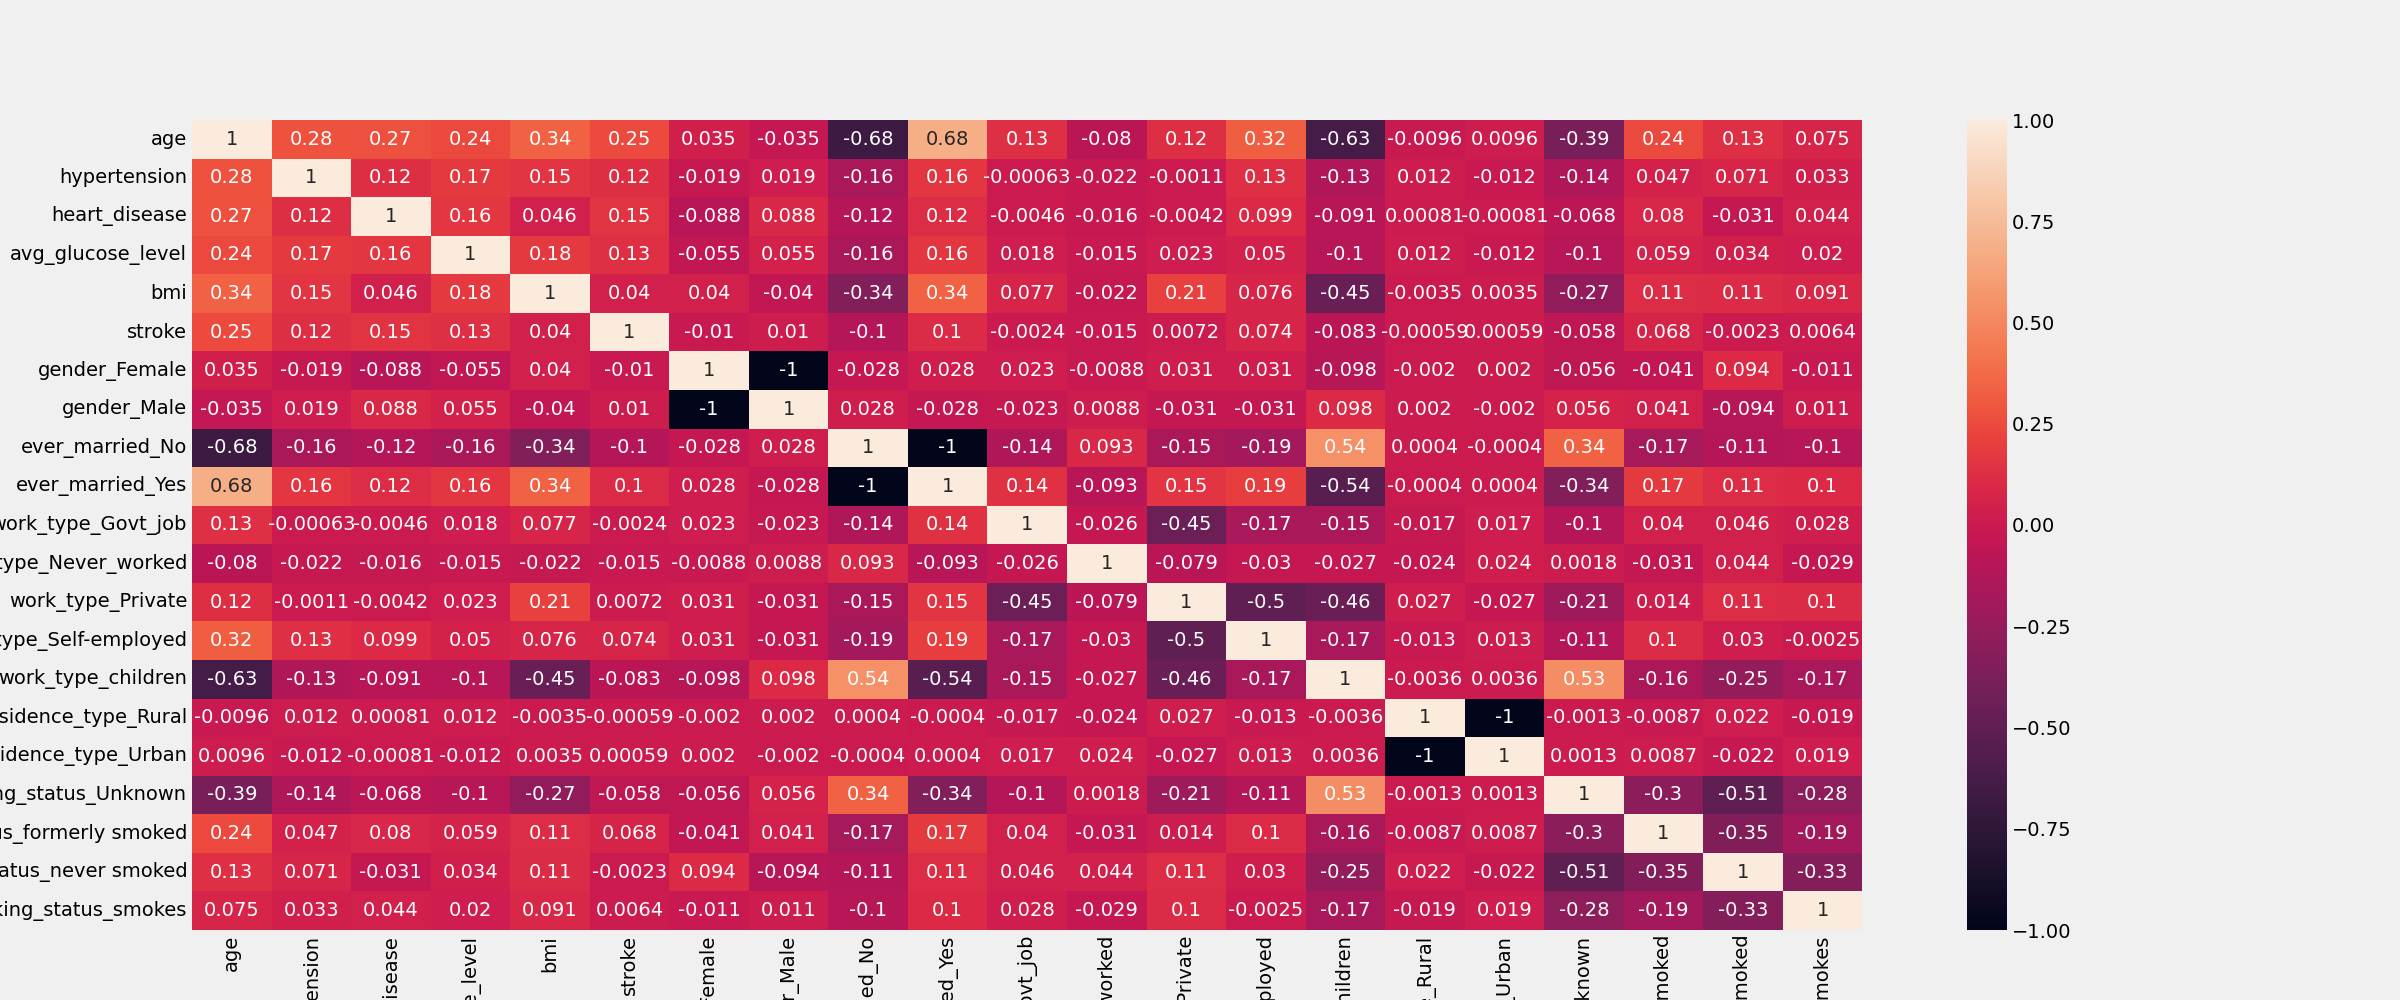 age 1 0.28 0.27 0.24 0.34 0.25 0.035 -0.035 -0.68 0.68 0.13 -0.08 0.12 0.32 -0.63 -0.0096 0.0096 -0.39 0.24 0.13 0.075
hypertension 0.28 1 0.12 0.17 0.15 0.12 -0.019 0.019 -0.16 0.16 -0.00063 -0.022 -0.0011 0.13 -0.13 0.012 -0.012 -0.14 0.047 0.071 0.033
heart_disease 0.27 0.12 1 0.16 0.046 0.15 -0.088 0.088 -0.12 0.12 -0.0046 -0.016 -0.0042 0.099 -0.091 0.00081 -0.00081 -0.068 0.08 -0.031 0.044
avg_glucose_level 0.24 0.17 0.16 1 0.18 0.13 -0.055 0.055 -0.16 0.16 0.018 -0.015 0.023 0.05 -0.1 0.012 -0.012 -0.1 0.059 0.034 0.02
bmi 0.34 0.15 0.046 0.18 1 0.04 0.04 -0.04 -0.34 0.34 0.077 -0.022 0.21 0.076 -0.45 -0.0035 0.0035 -0.27 0.11 0.11 0.091
stroke 0.25 0.12 0.15 0.13 0.04 1 -0.01 0.01 -0.1 0.1 -0.0024 -0.015 0.0072 0.074 -0.083 -0.00059 0.00059 -0.058 0.068 -0.0023 0.0064
gender_Female 0.035 -0.019 -0.088 -0.055 0.04 -0.01 1 -1 -0.028 0.028 0.023 -0.0088 0.031 0.031 -0.098 -0.002 0.002 -0.056 -0.041 0.094 -0.011
gender_Male -0.035 0.019 0.088 0.055 -0.04 0.01 -1 1 0.028 -0.028 -0.023 0.0088 -0.031 -0.031 0.098 0.002 -0.002 0.056 0.041 -0.094 0.011
ever_married_No -0.68 -0.16 -0.12 -0.16 -0.34 -0.1 -0.028 0.028 1 -1 -0.14 0.093 -0.15 -0.19 0.54 0.0004 -0.0004 0.34 -0.17 -0.11 -0.1
ever_married_Yes 0.68 0.16 0.12 0.16 0.34 0.1 0.028 -0.028 -1 1 0.14 -0.093 0.15 0.19 -0.54 -0.0004 0.0004 -0.34 0.17 0.11 0.1
work_type_Govt_job 0.13 -0.00063 -0.0046 0.018 0.077 -0.0024 0.023 -0.023 -0.14 0.14 1 -0.026 -0.45 -0.17 -0.15 -0.017 0.017 -0.1 0.04 0.046 0.028
type_Never_worked -0.08 -0.022 -0.016 -0.015 -0.022 -0.015 -0.0088 0.0088 0.093 -0.093 -0.026 1 -0.079 -0.03 -0.027 -0.024 0.024 0.0018 -0.031 0.044 -0.029
work_type_Private 0.12 -0.0011 -0.0042 0.023 0.21 0.0072 0.031 -0.031 -0.15 0.15 -0.45 -0.079 1 -0.5 -0.46 0.027 -0.027 -0.21 0.014 0.11 0.1
type_Self-employed 0.32 0.13 0.099 0.05 0.076 0.074 0.031 -0.031 -0.19 0.19 -0.17 -0.03 -0.5 1 -0.17 -0.013 0.013 -0.11 0.1 0.03 -0.0025
work_type_children -0.63 -0.13 -0.091 -0.1 -0.45 -0.083 -0.098 0.098 0.54 -0.54 -0.15 -0.027 -0.46 -0.17 1 -0.0036 0.0036 0.53 -0.16 -0.25 -0.17
sidence_type_Rural -0.0096 0.012 0.00081 0.012 -0.0035 -0.00059 -0.002 0.002 0.0004 -0.0004 -0.017 -0.024 0.027 -0.013 -0.0036 1 -1 -0.0013 -0.0087 0.022 -0.019
idence_type_Urban 0.0096 -0.012 -0.00081 -0.012 0.0035 0.00059 0.002 -0.002 -0.0004 0.0004 0.017 0.024 -0.027 0.013 0.0036 -1 1 0.0013 0.0087 -0.022 0.019
ng_status_Unknown -0.39 -0.14 -0.068 -0.1 -0.27 -0.058 -0.056 0.056 0.34 -0.34 -0.1 0.0018 -0.21 -0.11 0.53 -0.0013 0.0013 1 -0.3 -0.51 -0.28
us_formerly smoked 0.24 0.047 0.08 0.059 0.11 0.068 -0.041 0.041 -0.17 0.17 0.04 -0.031 0.014 0.1 -0.16 -0.0087 0.0087 -0.3 1 -0.35 -0.19
atus_never smoked 0.13 0.071 -0.031 0.034 0.11 -0.0023 0.094 -0.094 -0.11 0.11 0.046 0.044 0.11 0.03 -0.25 0.022 -0.022 -0.51 -0.35 1 -0.33
king_status_smokes 0.075 0.033 0.044 0.02 0.091 0.0064 -0.011 0.011 -0.1 0.1 0.028 -0.029 0.1 -0.0025 -0.17 -0.019 0.019 -0.28 -0.19 -0.33 1
age ension isease e_level bmi stroke Female r_Male ed_No ed_Yes ovt_job worked Private ployed hildren _Rural _Urban known moked moked mokes
1.00
0.75
0.50
0.25
0.00
−0.25
−0.50
−0.75
−1.00